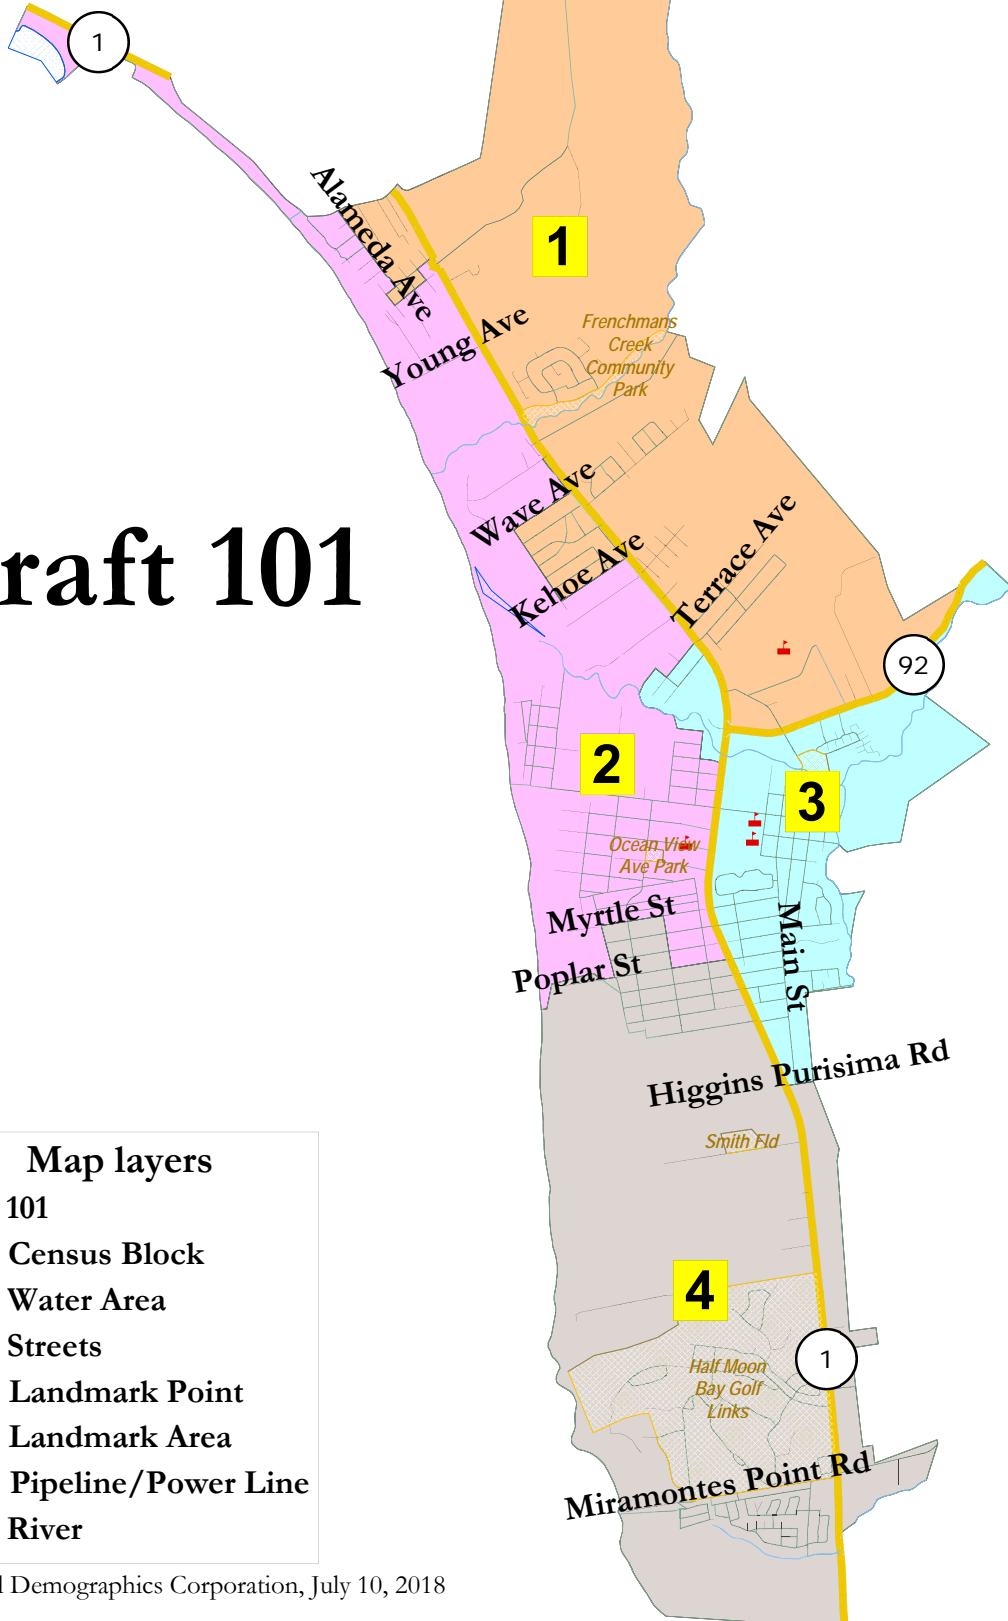 1
Alameda Ave
1
Young Ave
Frenchmans
Creek
Community
Park
Wave Ave
Kehoe Ave
Terrace Ave
raft 101
92
2
3
Ocean View
Ave Park
Myrtle St
Main St
Poplar St
Higgins Purisima Rd
Smith Fld
4
1
Half Moon
Bay Golf
Links
Miramontes Point Rd
Map layers
101
Census Block
Water Area
Streets
Landmark Point
Landmark Area
Pipeline/Power Line
River
l Demographics Corporation, July 10, 2018